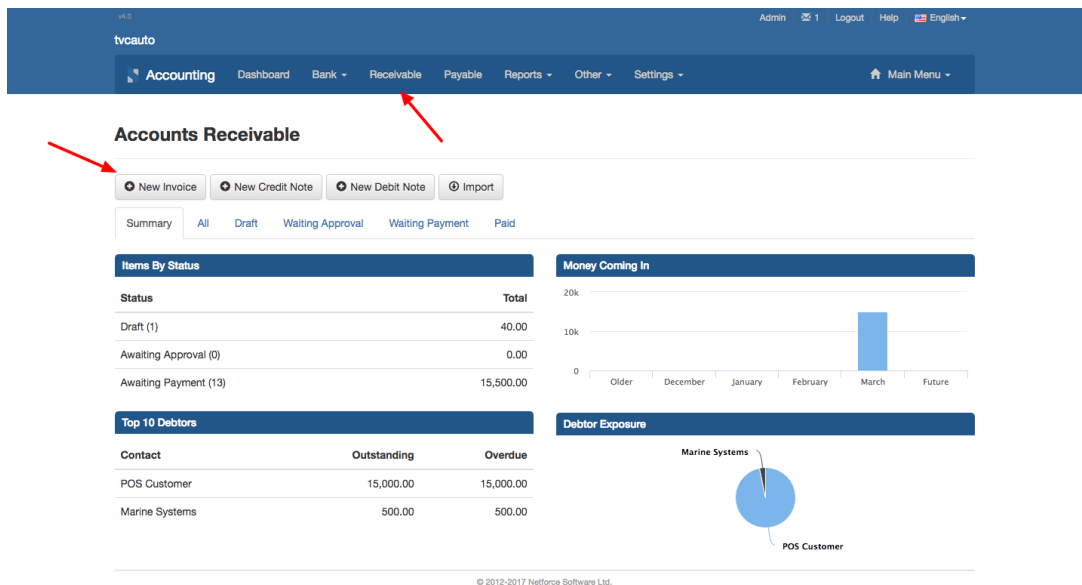 v4.0
Admin 1 Logout Help English
tvcauto
Accounting Dashboard Bank Receivable Payable Reports Other Settings Main Menu
Accounts Receivable
New Invoice New Credit Note New Debit Note Import
Summary All Draft Waiting Approval Waiting Payment Paid
Items By Status
Status Total
Draft (1) 40.00
Awaiting Approval (0) 0.00
Awaiting Payment (13) 15,500.00
Money Coming In
20k
10k
0
Older December January February March Future
Top 10 Debtors
Contact Outstanding Overdue
POS Customer 15,000.00 15,000.00
Marine Systems 500.00 500.00
Debtor Exposure
Marine Systems
POS Customer
© 2012-2017 Netforce Software Ltd.